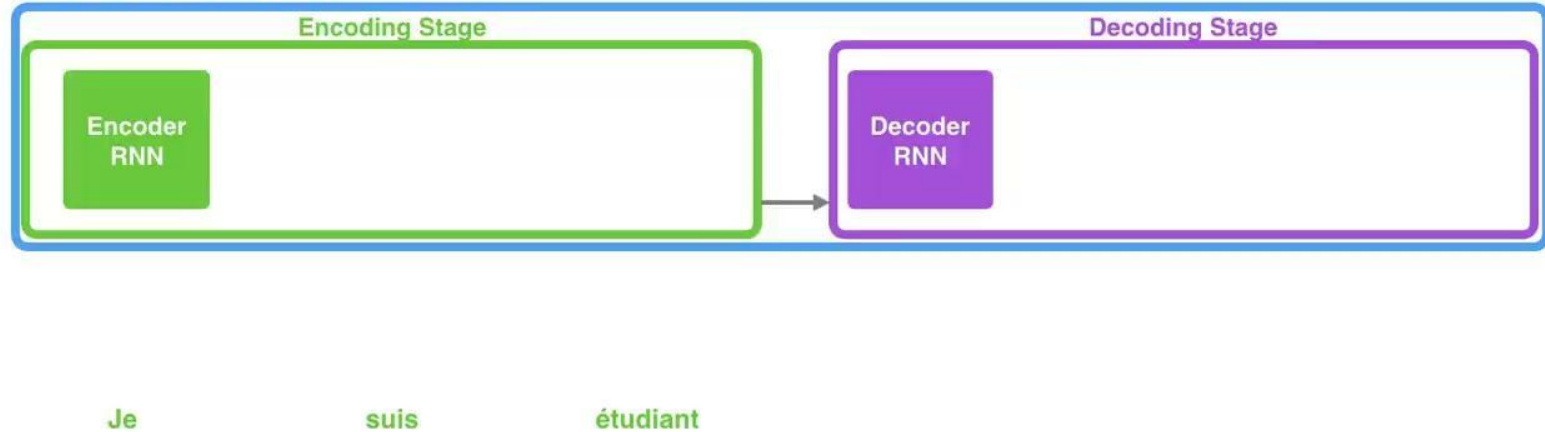 Encoding Stage
Decoding Stage
Encoder
RNN
Decoder
RNN
Je suis étudiant